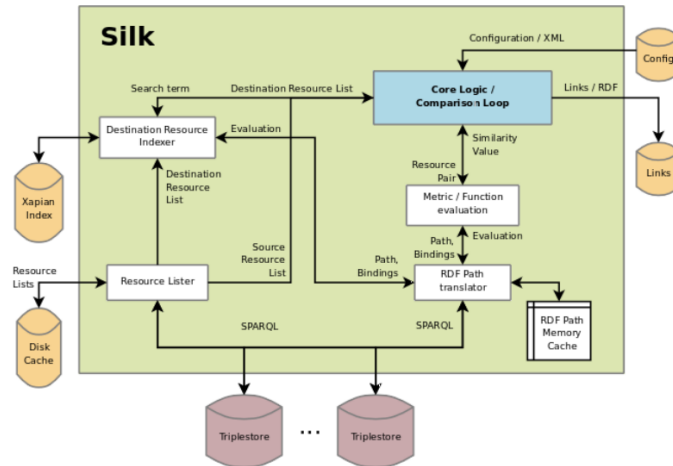 Silk
Configuration / XML
Config
Search term
Destination Resource List
Core Logic /
Comparison Loop
Links / RDF
Destination Resource
Indexer
Evaluation
Similarity
Value
Resource
Pair
Links
Xapian
Index
Destination
Resource
List
Metric / Function
evaluation
Source
Resource
List
Path,
Bindings
Evaluation
Path,
Bindings
Resource
Lists
Resource Lister
RDF Path
translator
SPARQL
SPARQL
RDF Path
Memory
Cache
Disk
Cache
Triplestore
...
Triplestore